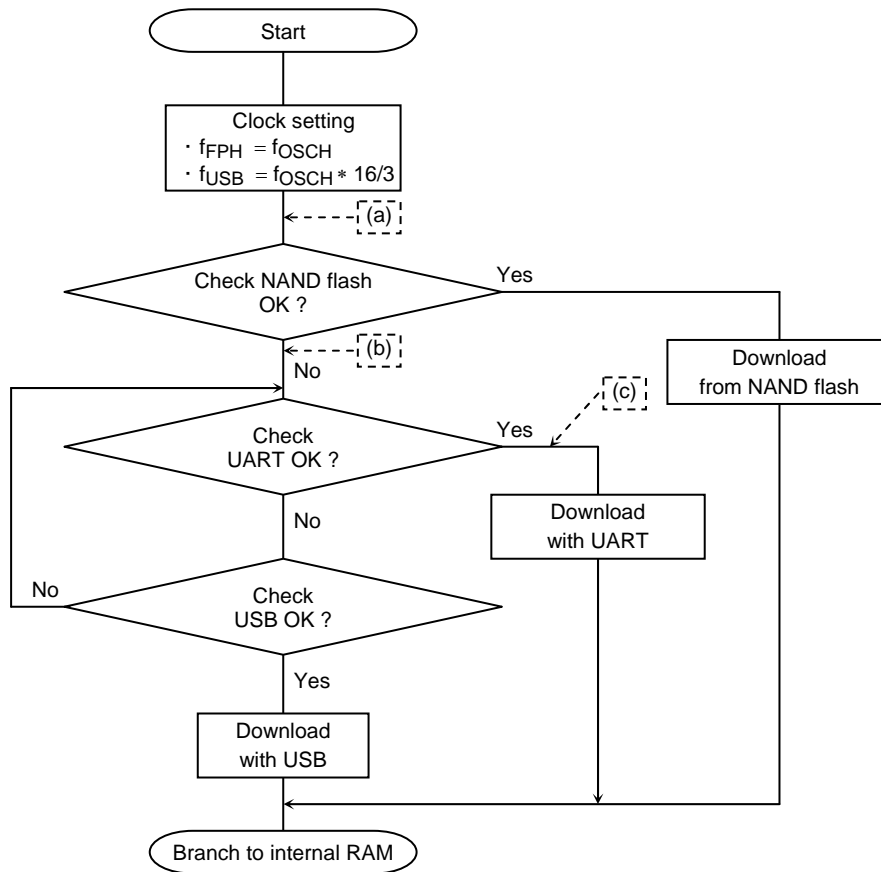 Start
Clock setting
・ fFPH = fOSCH
・ fUSB = fOSCH * 16/3
(a)
Check NAND flash
OK ?
Yes
(b)
No
Download
from NAND flash
(c)
Check
UART OK ?
Yes
Download
with UART
No
No
Check
USB OK ?
Yes
Download
with USB
Branch to internal RAM